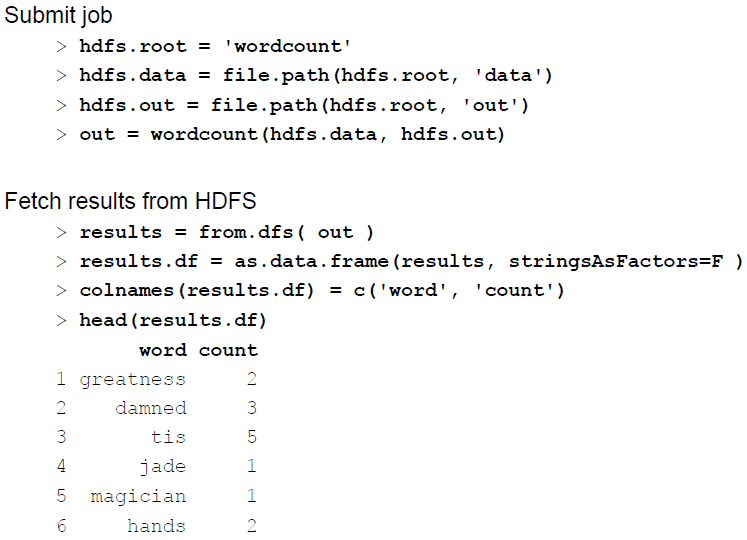 Submit job
> hdfs.root = 'wordcount'
> hdfs.data = file.path(hdfs.root, 'data')
> hdfs.out = file.path(hdfs.root, 'out')
> out = wordcount(hdfs.data, hdfs.out)
Fetch results from HDFS
> results = from.dfs( out )
> results.df = as.data.frame(results, stringsAsFactors=F )
> colnames(results.df) = c('word', 'count')
> head(results.df)
word count
1 greatness 2
2 damned 3
3 tis 5
4 jade 1
5 magician 1
6 hands 2